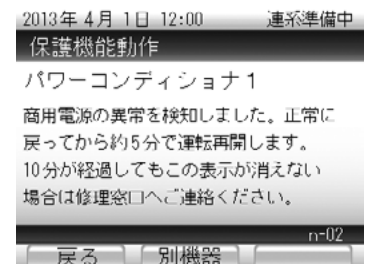 2013年 4月 1日 12:00 連系準備中
保護機能動作
パワーコンディショナ1
商用電源の異常を検知しました。正常に
戻ってから約5分で運転再開します。
10分が経過してもこの表示が消えない
場合は修理窓口へご連絡ください。
n-02
戻る 別機器